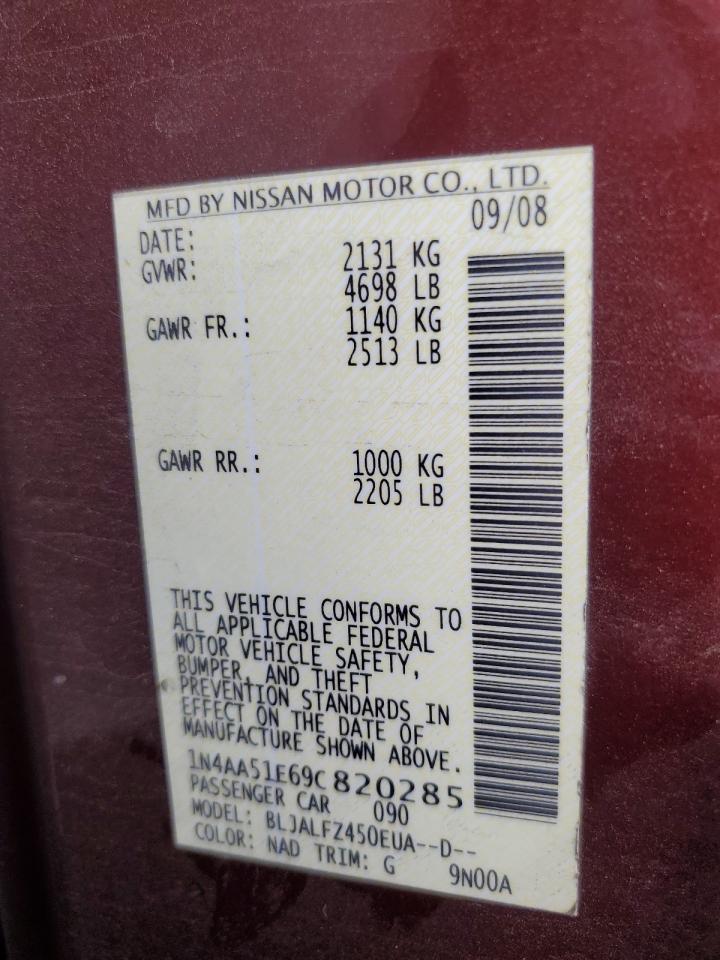 MFD BY NISSAN MOTOR CO., LTD.
DATE: 09/08
GVWR: 2131 KG
4698 LB
GAWR FR.: 1140 KG
2513 LB
GAWR RR.: 1000 KG
2205 LB
THIS VEHICLE CONFORMS TO
ALL APPLICABLE FEDERAL
MOTOR VEHICLE SAFETY,
BUMPER, AND THEFT
PREVENTION STANDARDS IN
EFFECT ON THE DATE OF
MANUFACTURE SHOWN ABOVE.
1N4AA51E69C820285
PASSENGER CAR 090
MODEL: BLJALFZ450EUA--D--
COLOR: NAD TRIM: G 9N00A